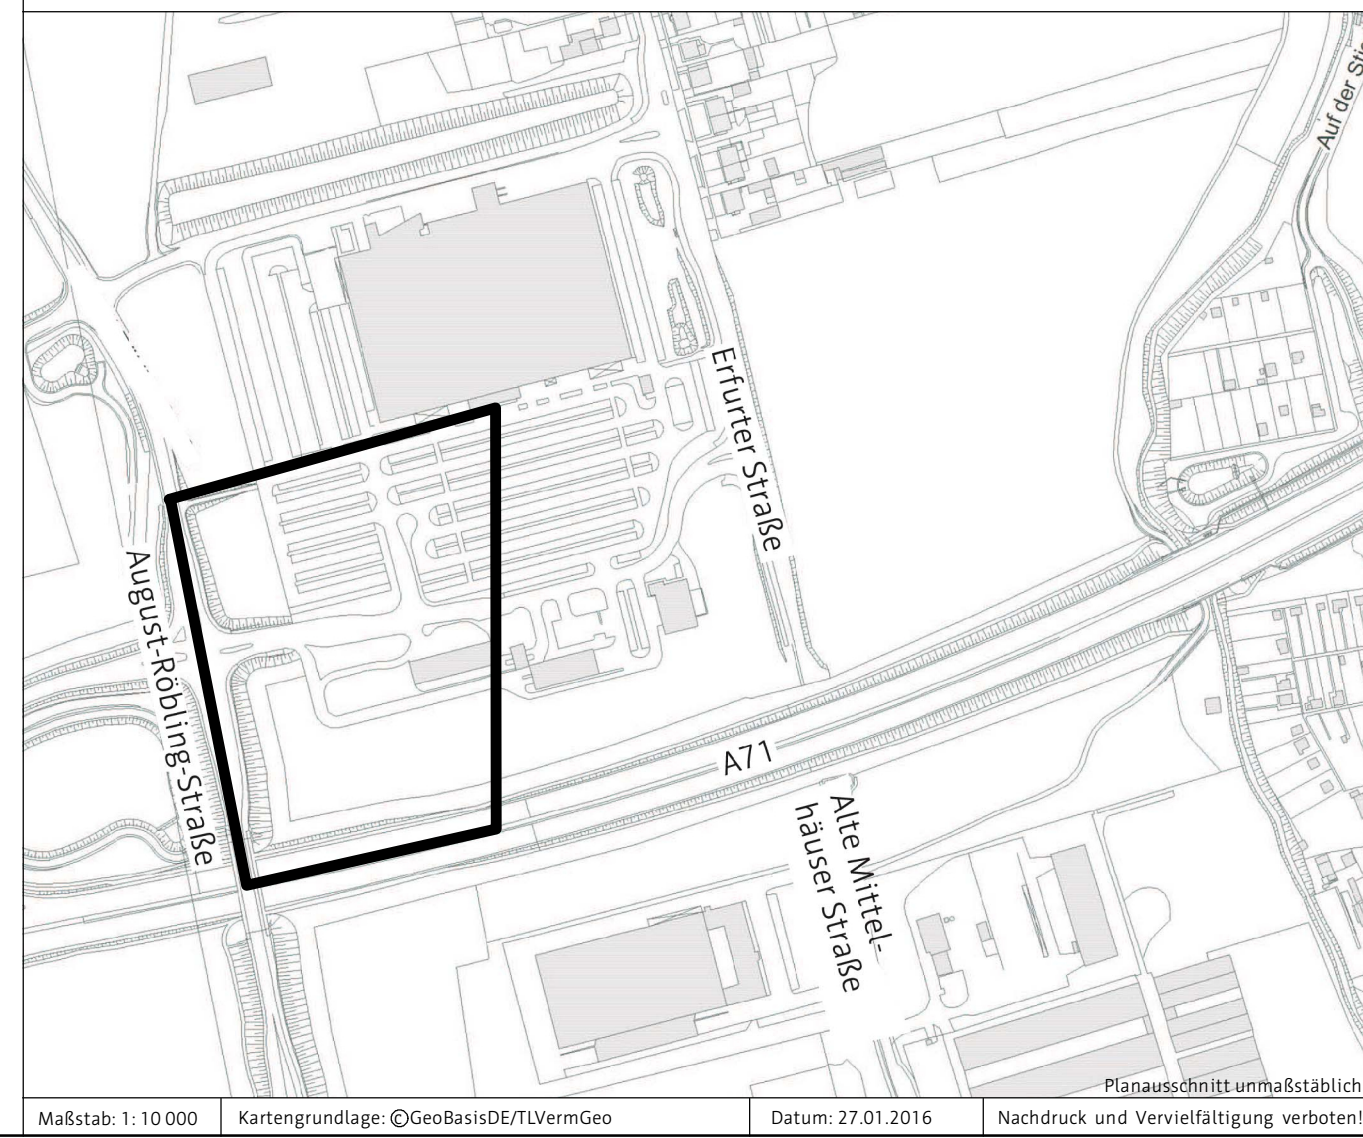 Auf der
Erfurter Straße
August-Röbling-Straße
A71
Alte Mittel-
häuser Straße
Planausschnitt unmaßstäblich
Maßstab: 1: 10 000
Kartengrundlage: ©GeoBasisDE/TLVermGeo
Datum: 27.01.2016
Nachdruck und Vervielfältigung verboten!